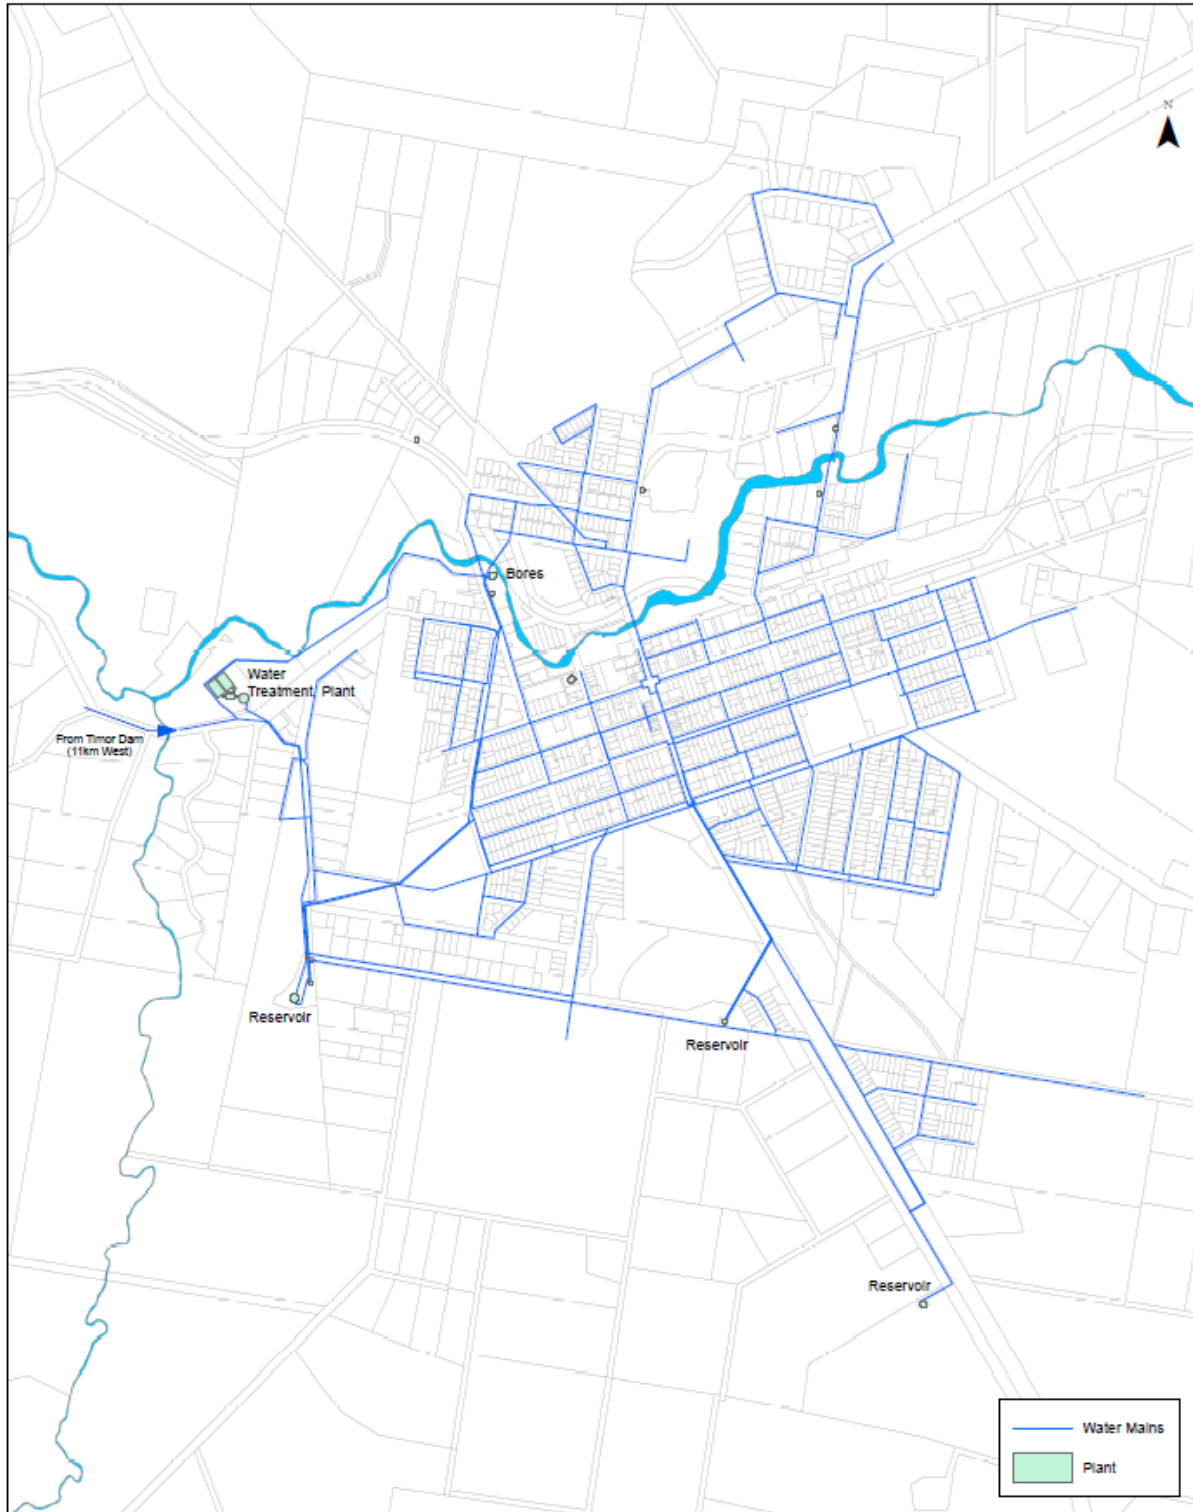 N
Bores
Water
Treatment Plant
From Timor Dam
(11km West)
Reservoir
Reservoir
Reservoir
Water Mains
Plant